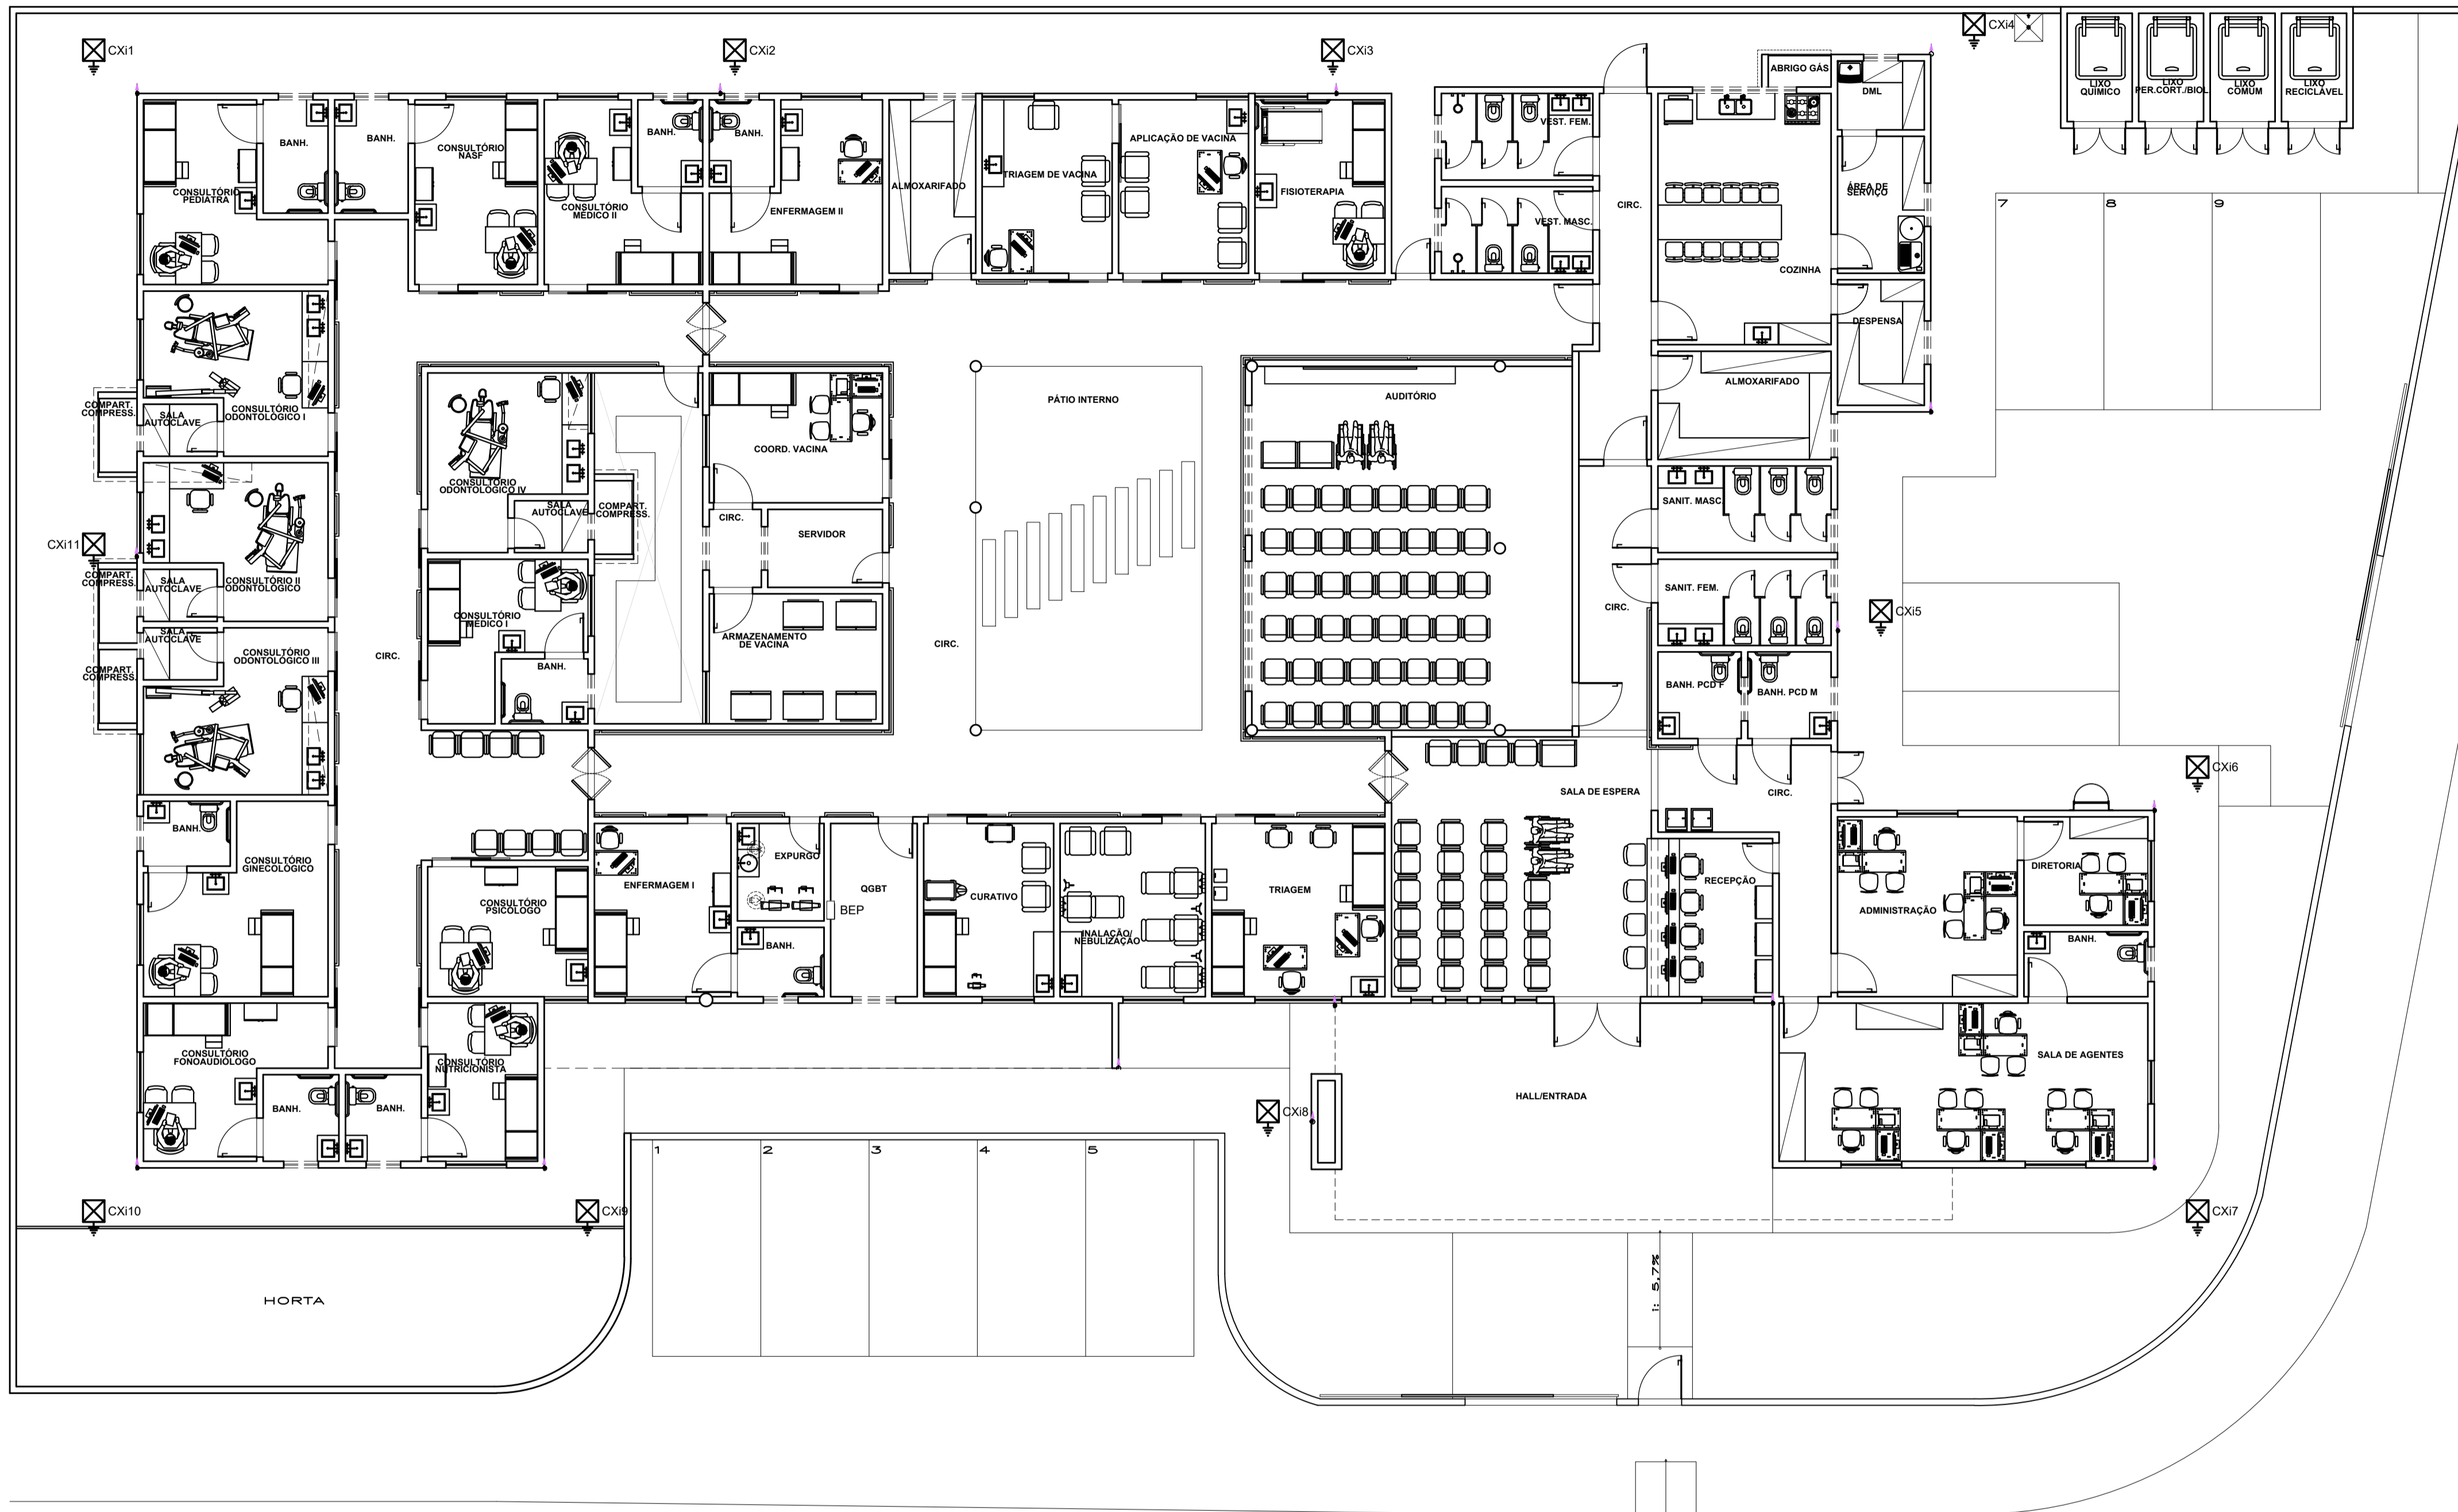 CXi1
CXi2
CXi3
CXi4
LIXO
QUÍMICO
LIXO
PER.CORT./BIOL
LIXO
COMUM
LIXO
RECICLÁVEL
ABRIGO GÁS
DML
BANH.
BANH.
CONSULTÓRIO
NASF
BANH.
BANH.
APLICAÇÃO DE VACINA
VEST. FEM.
CONSULTÓRIO
PEDIATRA
CONSULTÓRIO
MÉDICO II
ENFERMAGEM II
ALMOXARIFADO
TRIAGEM DE VACINA
FISIOTERAPIA
VEST. MASC.
CIRC.
ÁREA DE
SERVIÇO
7
8
9
COZINHA
DESPENSA
COMPART.
COMPRESS.
SALA
AUTOCLAVE
CONSULTÓRIO
ODONTOLÓGICO I
PÁTIO INTERNO
AUDITÓRIO
ALMOXARIFADO
COORD. VACINA
CONSULTÓRIO
ODONTOLÓGICO IV
SALA
AUTOCLAVE
COMPART.
COMPRESS.
CIRC.
SERVIDOR
SANIT. MASC.
CXi11
COMPART.
COMPRESS.
SALA
AUTOCLAVE
CONSULTÓRIO II
ODONTOLÓGICO
CONSULTÓRIO
MÉDICO I
SANIT. FEM.
CIRC.
CXi5
SALA
AUTOCLAVE
CONSULTÓRIO
ODONTOLÓGICO III
COMPART.
COMPRESS.
CIRC.
BANH.
ARMAZENAMENTO
DE VACINA
CIRC.
BANH. PCD F
BANH. PCD M
CXi6
SALA DE ESPERA
CIRC.
BANH.
CONSULTÓRIO
GINECOLÓGICO
CONSULTÓRIO
PSICÓLOGO
ENFERMAGEM I
EXPURGO
QGBT
BEP
CURATIVO
INALAÇÃO/
NEBULIZAÇÃO
TRIAGEM
RECEPÇÃO
ADMINISTRAÇÃO
DIRETORIA
BANH.
BANH.
CONSULTÓRIO
FONOAUDIÓLOGO
CONSULTÓRIO
NUTRICIONISTA
SALA DE AGENTES
BANH.
BANH.
CXi8
HALL/ENTRADA
1
2
3
4
5
CXi10
CXi9
CXi7
i: 5,7%
HORTA